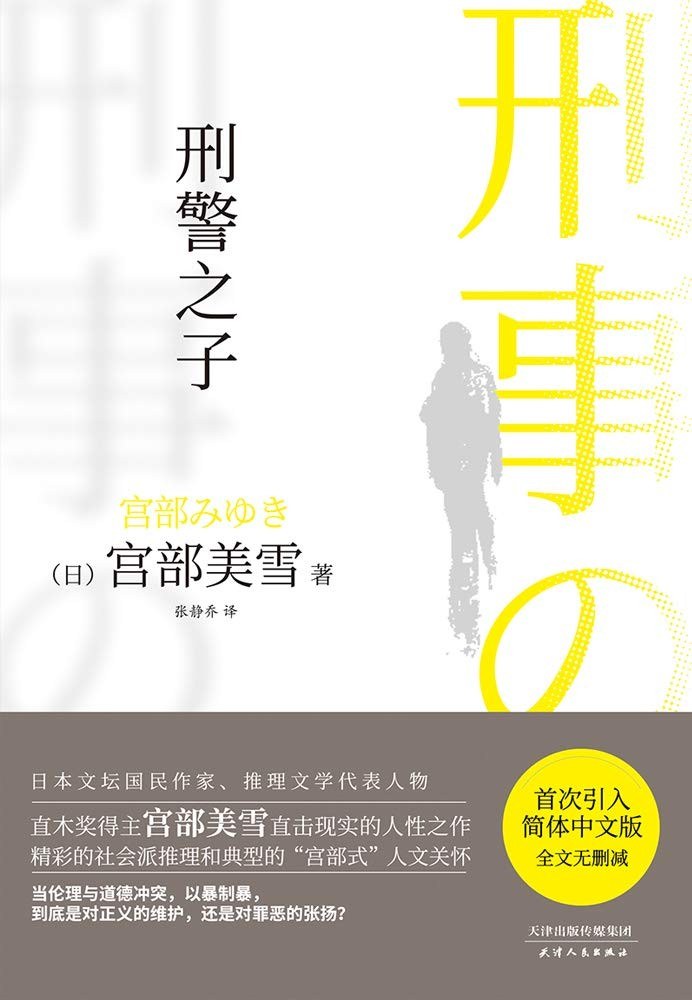 刑事の
刑事の
刑警之子
宫部みゆき
（日）宫部美雪 著
张静乔 译
日本文坛国民作家、推理文学代表人物
直木奖得主宫部美雪直击现实的人性之作
精彩的社会派推理和典型的“宫部式”人文关怀
当伦理与道德冲突，以暴制暴，
到底是对正义的维护，还是对罪恶的张扬？
首次引入
简体中文版
全文无删减
天津出版传媒集团
天津人民出版社